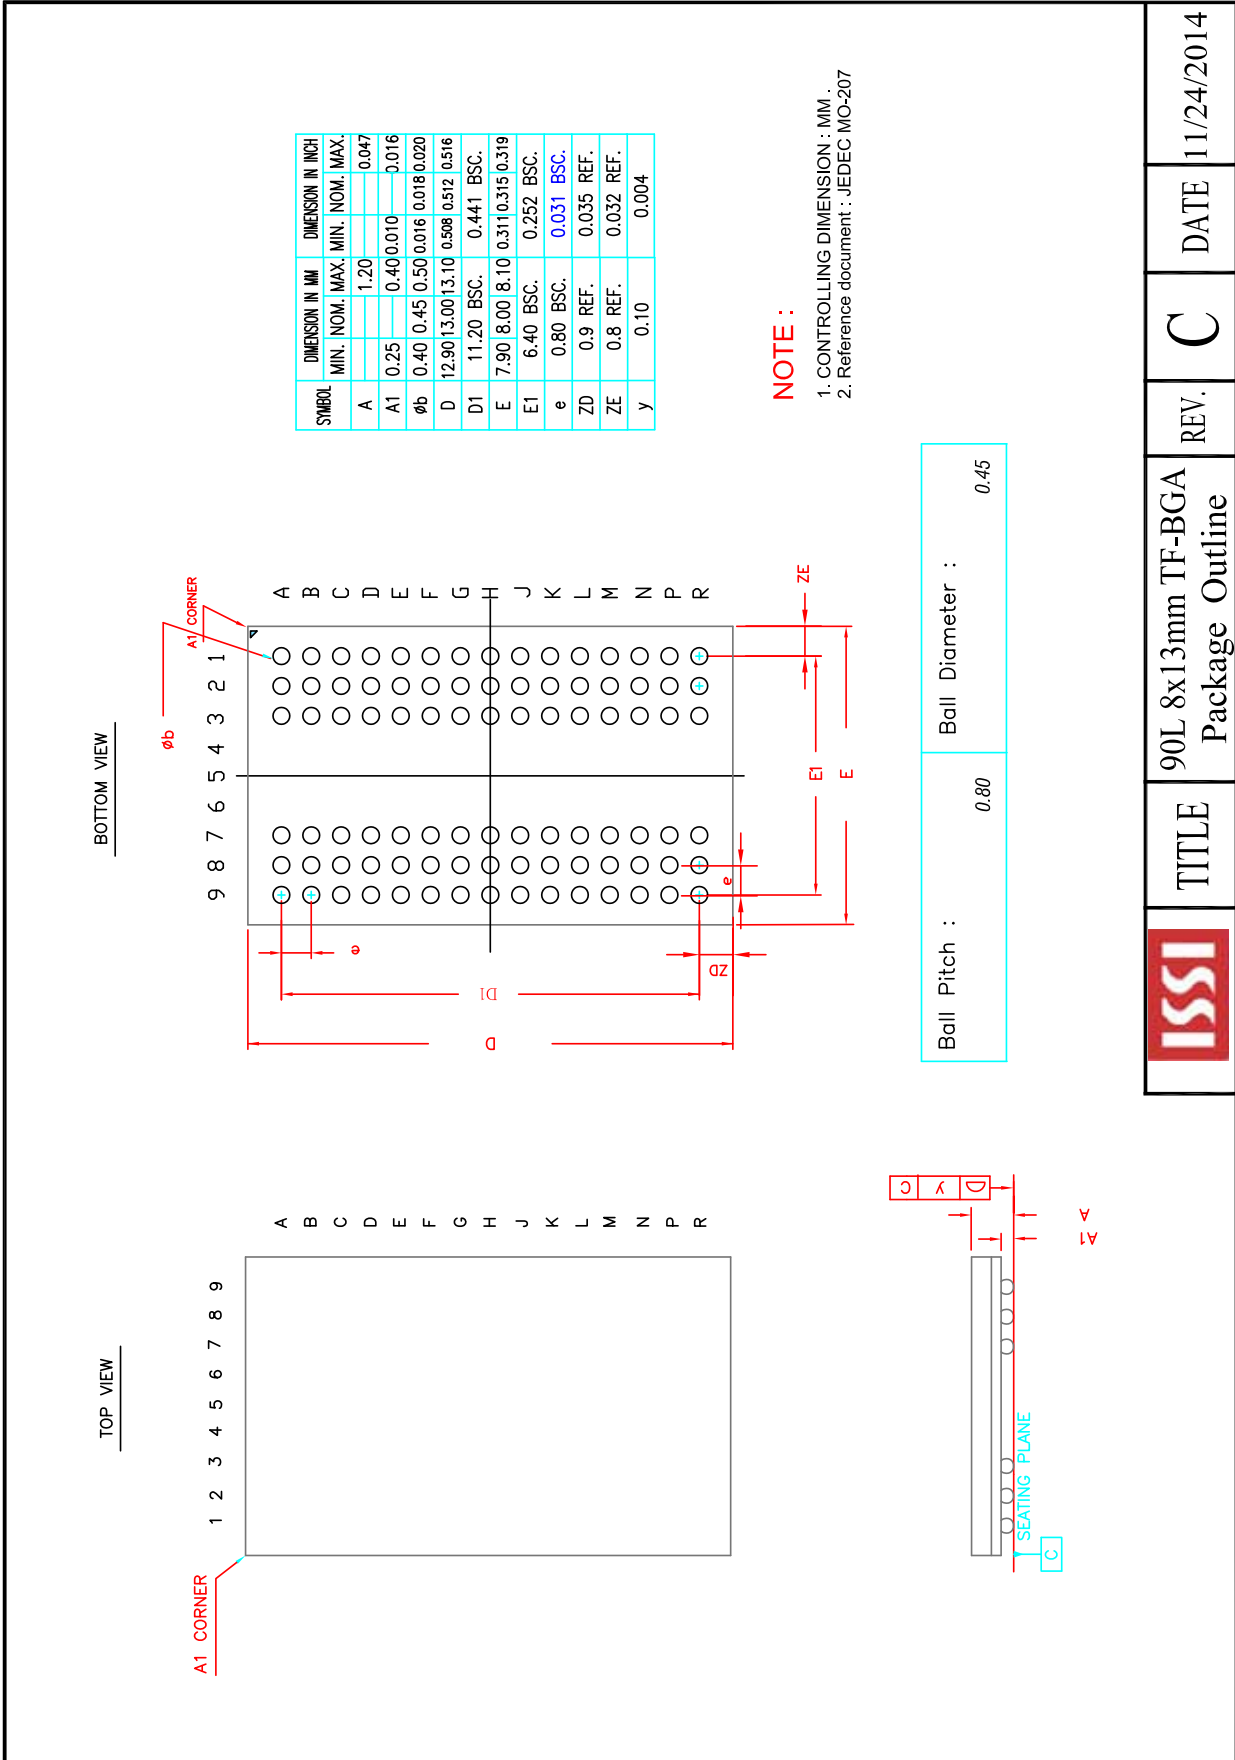 TOP VIEW
BOTTOM VIEW
A1 CORNER
1 2 3 4 5 6 7 8 9
A
B
C
D
E
F
G
H
J
K
L
M
N
P
R
øb
A1 CORNER
9 8 7 6 5 4 3 2 1
A
B
C
D
E
F
G
H
J
K
L
M
N
P
R
e
D1
D
ZD
e
E1
E
ZE
SYMBOL DIMENSION IN MM DIMENSION IN INCH
MIN. NOM. MAX. MIN. NOM. MAX.
A 1.20 0.047
A1 0.25 0.40 0.010 0.016
øb 0.40 0.45 0.50 0.016 0.018 0.020
D 12.90 13.00 13.10 0.508 0.512 0.516
D1 11.20 BSC. 0.441 BSC.
E 7.90 8.00 8.10 0.311 0.315 0.319
E1 6.40 BSC. 0.252 BSC.
e 0.80 BSC. 0.031 BSC.
ZD 0.9 REF. 0.035 REF.
ZE 0.8 REF. 0.032 REF.
y 0.10 0.004
NOTE :
1. CONTROLLING DIMENSION : MM .
2. Reference document : JEDEC MO-207
D y C
A
A1
SEATING PLANE
C
Ball Pitch : 0.80
Ball Diameter : 0.45
ISSI
TITLE
90L 8x13mm TF-BGA
Package Outline
REV.
C
DATE
11/24/2014